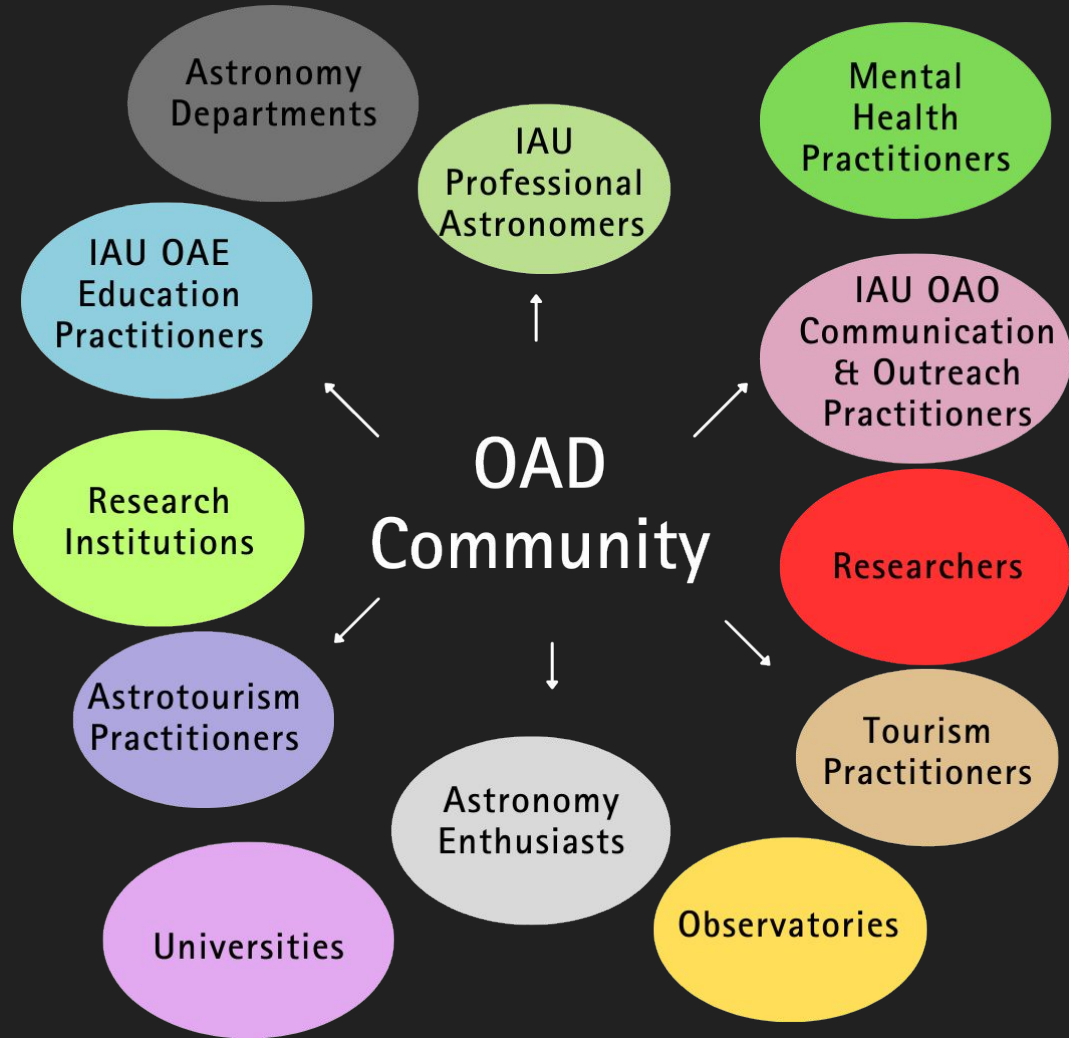 Astronomy
Departments
IAU
Professional
Astronomers
Mental
Health
Practitioners
IAU OAE
Education
Practitioners
IAU OAO
Communication
& Outreach
Practitioners
OAD
Community
Research
Institutions
Researchers
Astrotourism
Practitioners
Tourism
Practitioners
Astronomy
Enthusiasts
Universities
Observatories